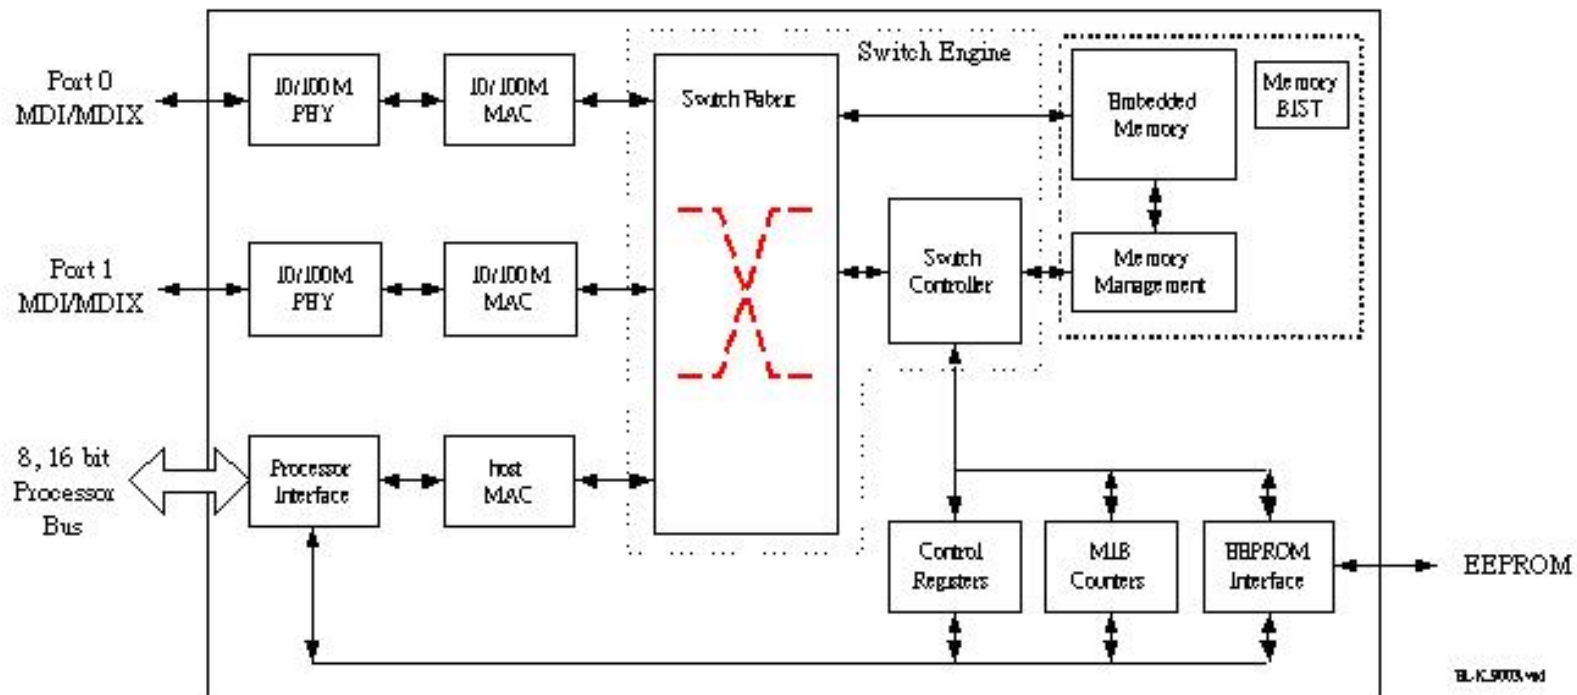 Port 0
MDI/MDIX
10/100M
PHY
10/100M
MAC
Switch Fabric
Switch Engine
Embedded
Memory
Memory
BIST
Port 1
MDI/MDIX
10/100M
PHY
10/100M
MAC
Switch
Controller
Memory
Management
8, 16 bit
Processor
Bus
Processor
Interface
host
MAC
Control
Registers
MIB
Counters
EEPROM
Interface
EEPROM